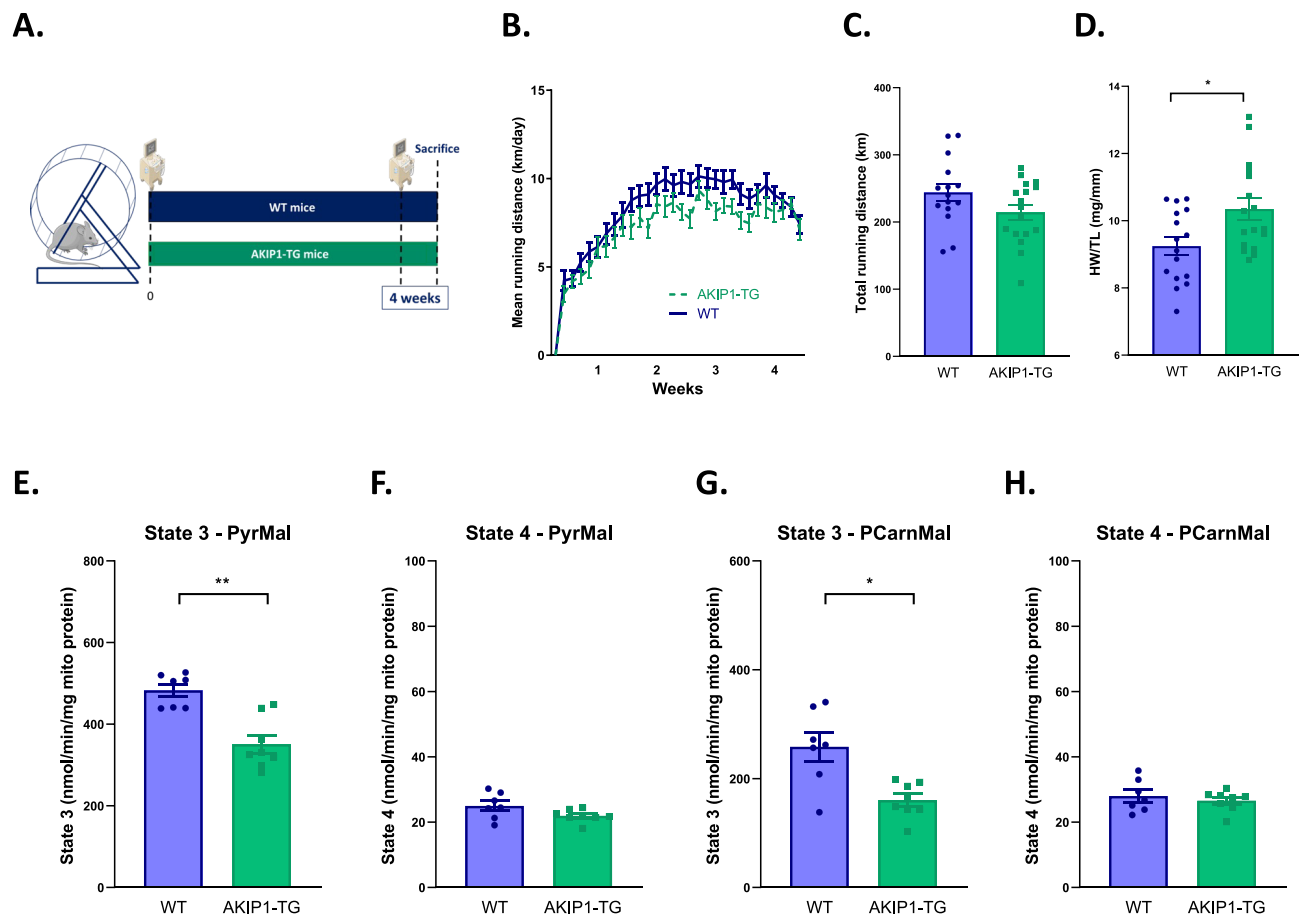 A.
Sacrifice
WT mice
AKIP1-TG mice
0
4 weeks
B.
Mean running distance (km/day)
15
10
5
0
AKIP1-TG
WT
1 2 3 4
Weeks
C.
Total running distance (km)
400
300
200
100
0
WT AKIP1-TG
D.
HW/TL (mg/mm)
14
12
10
8
6
*
WT AKIP1-TG
E.
State 3 - PyrMal
State 3 (nmol/min/mg mito protein)
800
600
400
200
0
**
WT AKIP1-TG
F.
State 4 - PyrMal
State 4 (nmol/min/mg mito protein)
100
80
60
40
20
0
WT AKIP1-TG
G.
State 3 - PCarnMal
State 3 (nmol/min/mg mito protein)
600
400
200
0
*
WT AKIP1-TG
H.
State 4 - PCarnMal
State 4 (nmol/min/mg mito protein)
100
80
60
40
20
0
WT AKIP1-TG